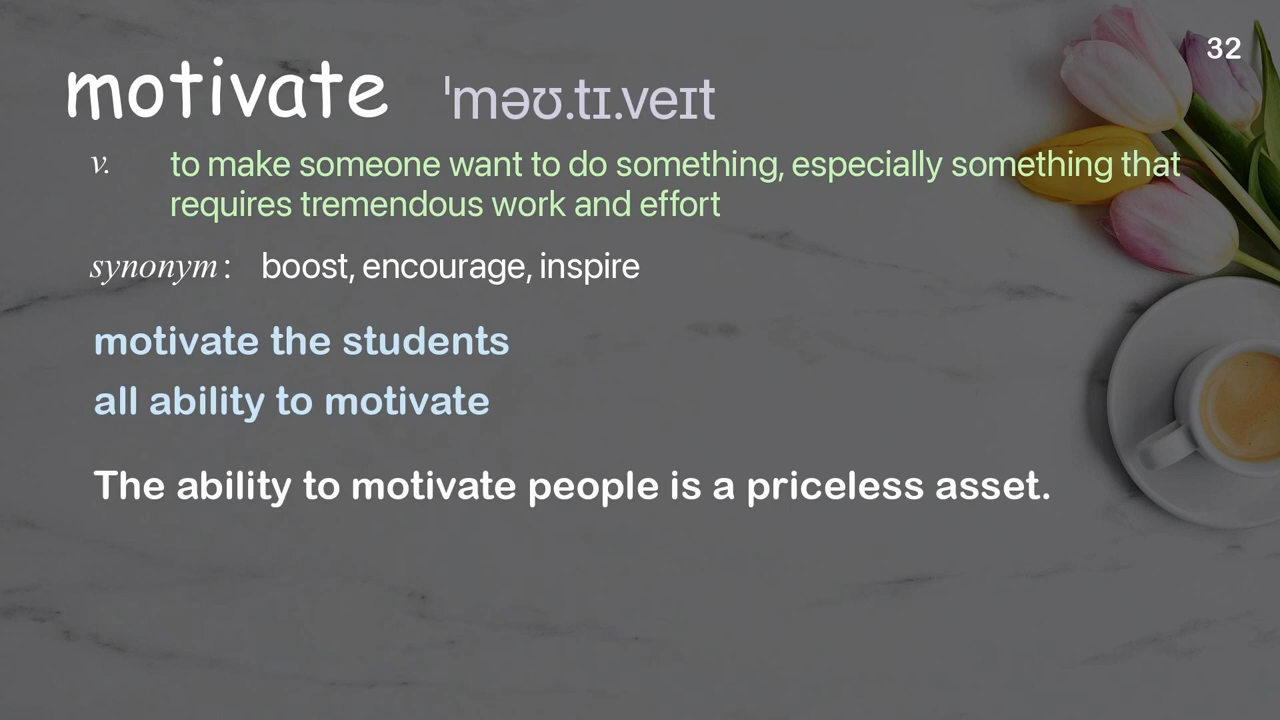 32
motivate ˈməʊ.tɪ.veɪt
v. to make someone want to do something, especially something that
requires tremendous work and effort
synonym : boost, encourage, inspire
motivate the students
all ability to motivate
The ability to motivate people is a priceless asset.